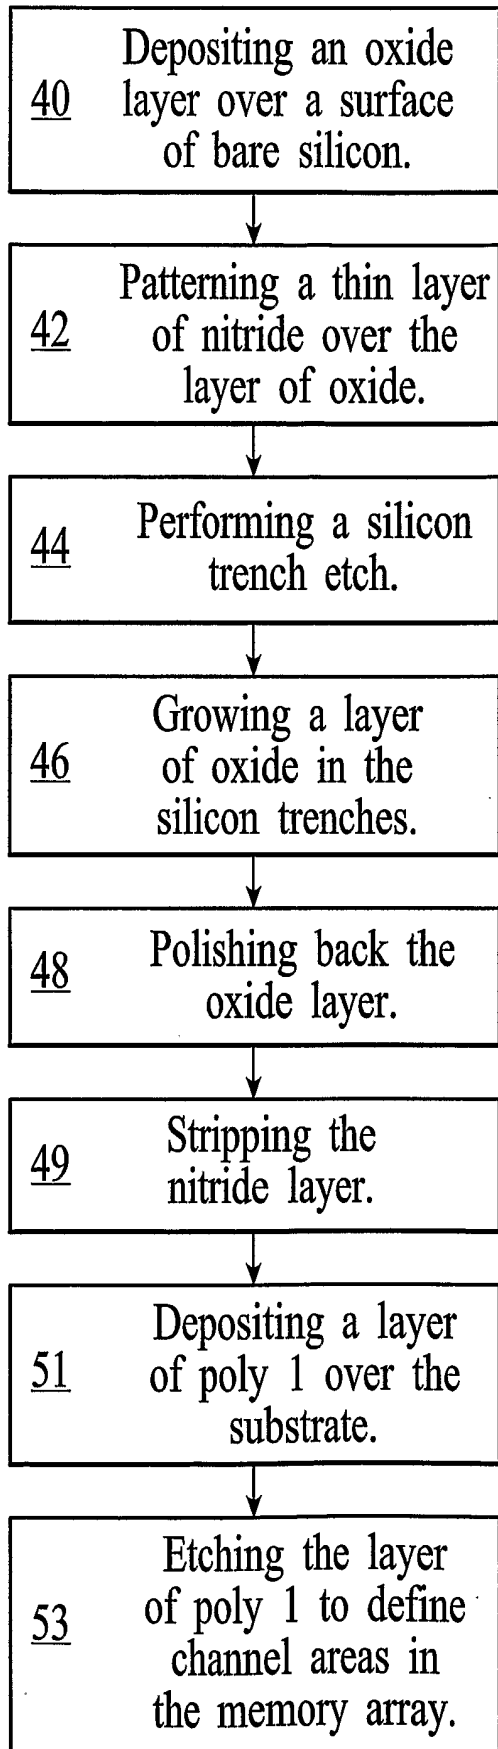 40
Depositing an oxide
layer over a surface
of bare silicon.
42
Patterning a thin layer
of nitride over the
layer of oxide.
44
Performing a silicon
trench etch.
46
Growing a layer
of oxide in the
silicon trenches.
48
Polishing back the
oxide layer.
49
Stripping the
nitride layer.
51
Depositing a layer
of poly 1 over the
substrate.
53
Etching the layer
of poly 1 to define
channel areas in
the memory array.